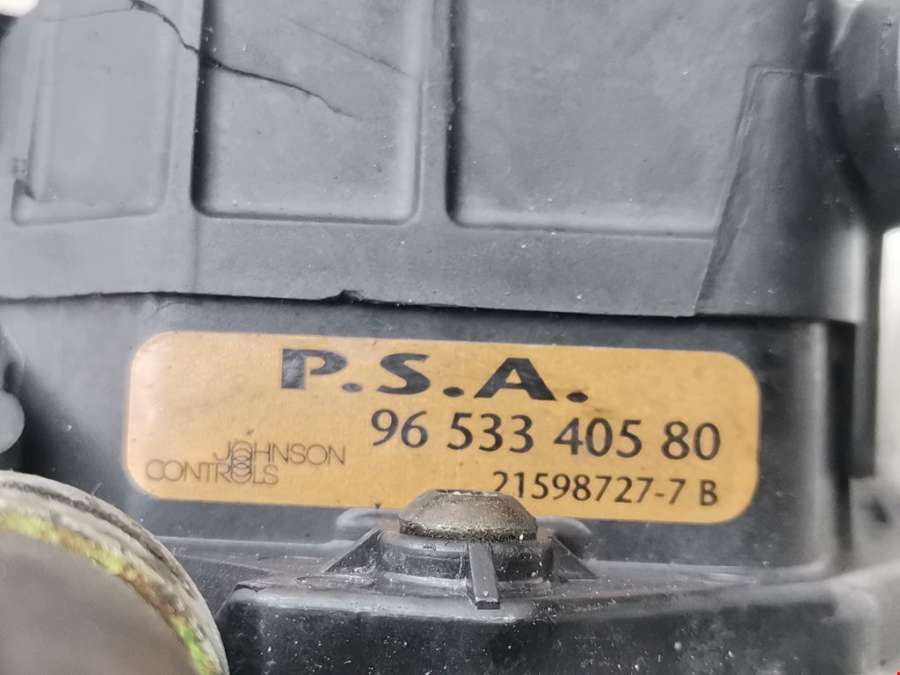 P.S.A.
96 533 405 80
JOHNSON
CONTROLS
21598727-7 B